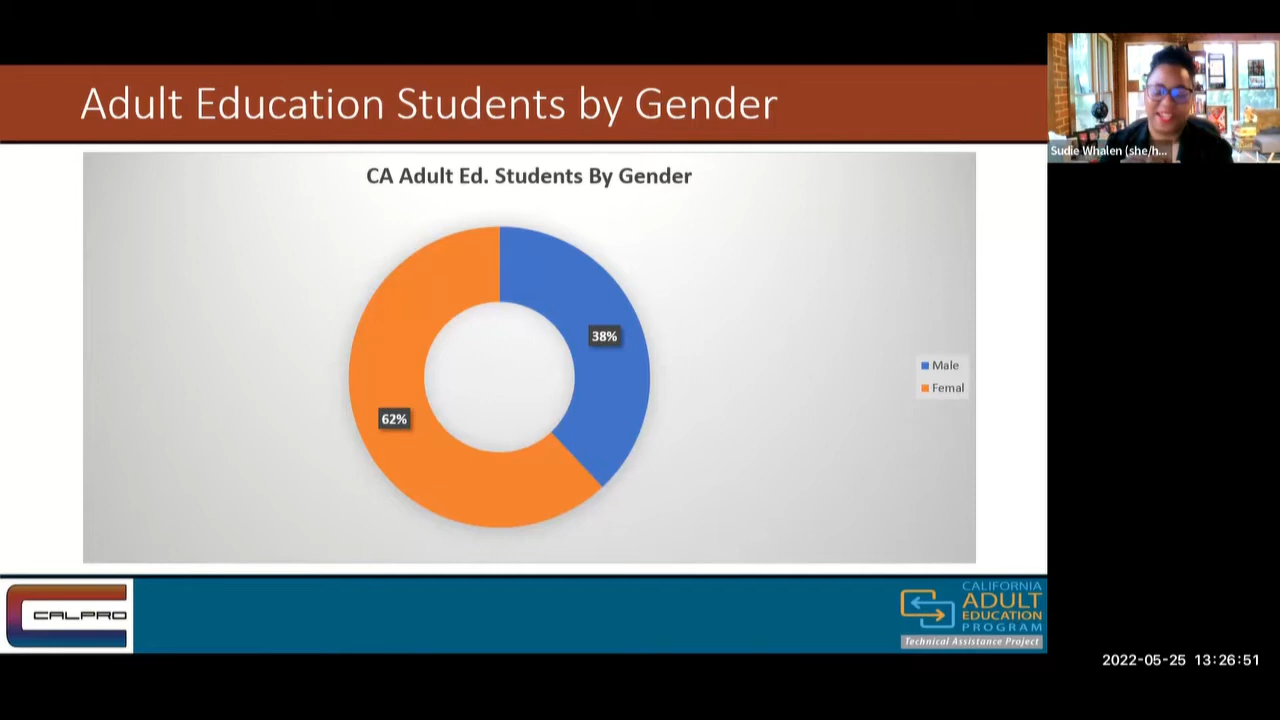 Adult Education Students by Gender
Sudie Whalen (she/h...
CA Adult Ed. Students By Gender
38%
62%
Male
Femal
CALPRO
CALIFORNIA
ADULT
EDUCATION
PROGRAM
Technical Assistance Project
2022-05-25 13:26:51